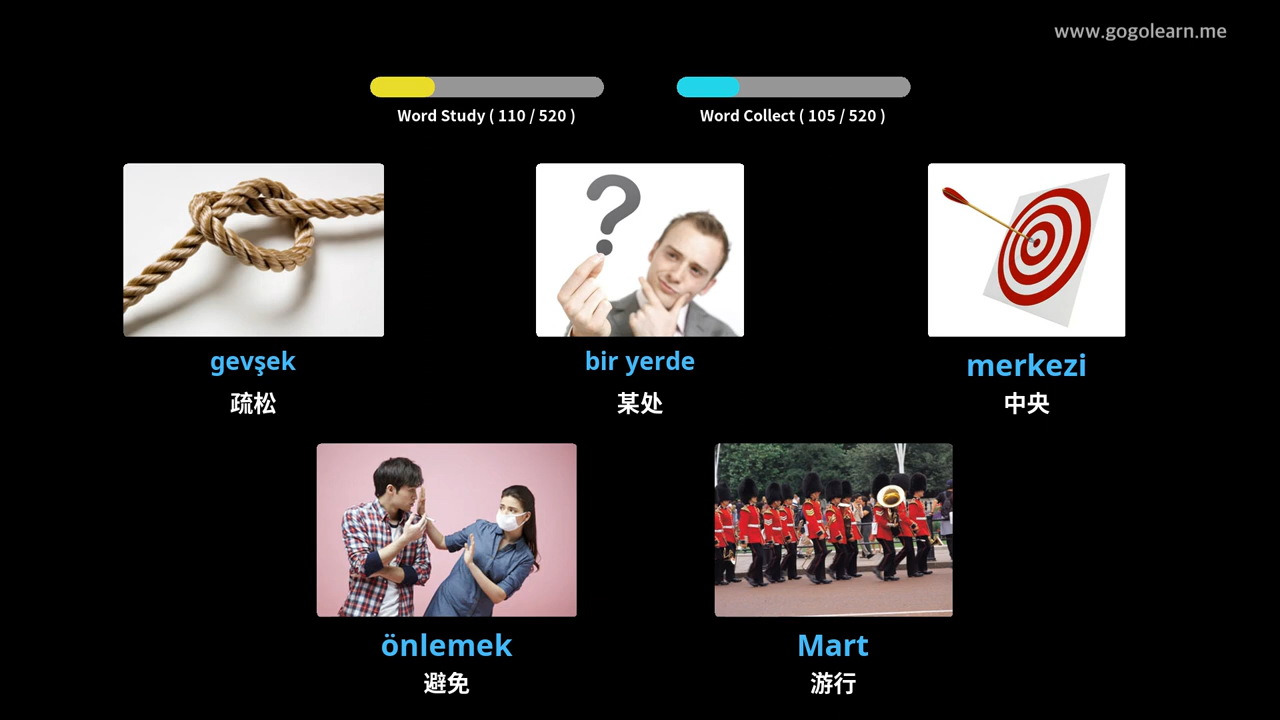 www.gogolearn.me
Word Study ( 110 / 520 )
Word Collect ( 105 / 520 )
gevşek
疏松
bir yerde
某处
merkezi
中央
önlemek
避免
Mart
游行